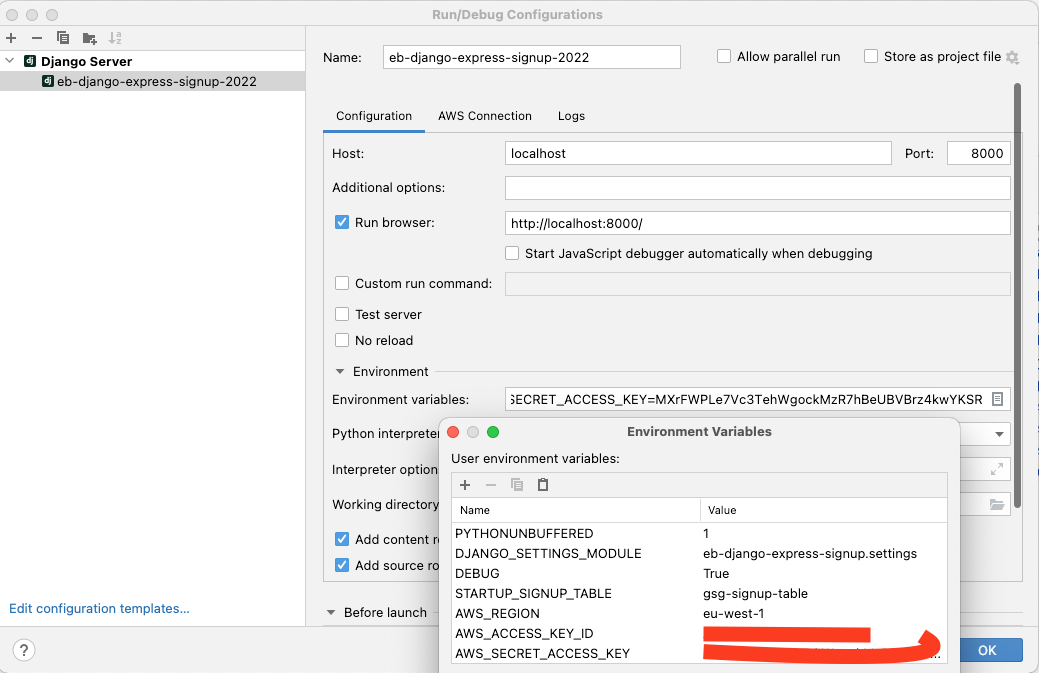 Run/Debug Configurations
Django Server
eb-django-express-signup-2022
Name: eb-django-express-signup-2022 Allow parallel run Store as project file
Configuration AWS Connection Logs
Host: localhost Port: 8000
Additional options:
Run browser: http://localhost:8000/
Start JavaScript debugger automatically when debugging
Custom run command:
Test server
No reload
Environment
Environment variables: SECRET_ACCESS_KEY=[credential value withheld]
Python interpreter
Interpreter option
Working directory
Add content r
Add source ro
Before launch
Environment Variables
User environment variables:
Name Value
PYTHONUNBUFFERED 1
DJANGO_SETTINGS_MODULE eb-django-express-signup.settings
DEBUG True
STARTUP_SIGNUP_TABLE gsg-signup-table
AWS_REGION eu-west-1
AWS_ACCESS_KEY_ID
AWS_SECRET_ACCESS_KEY ...
Edit configuration templates...
?
OK